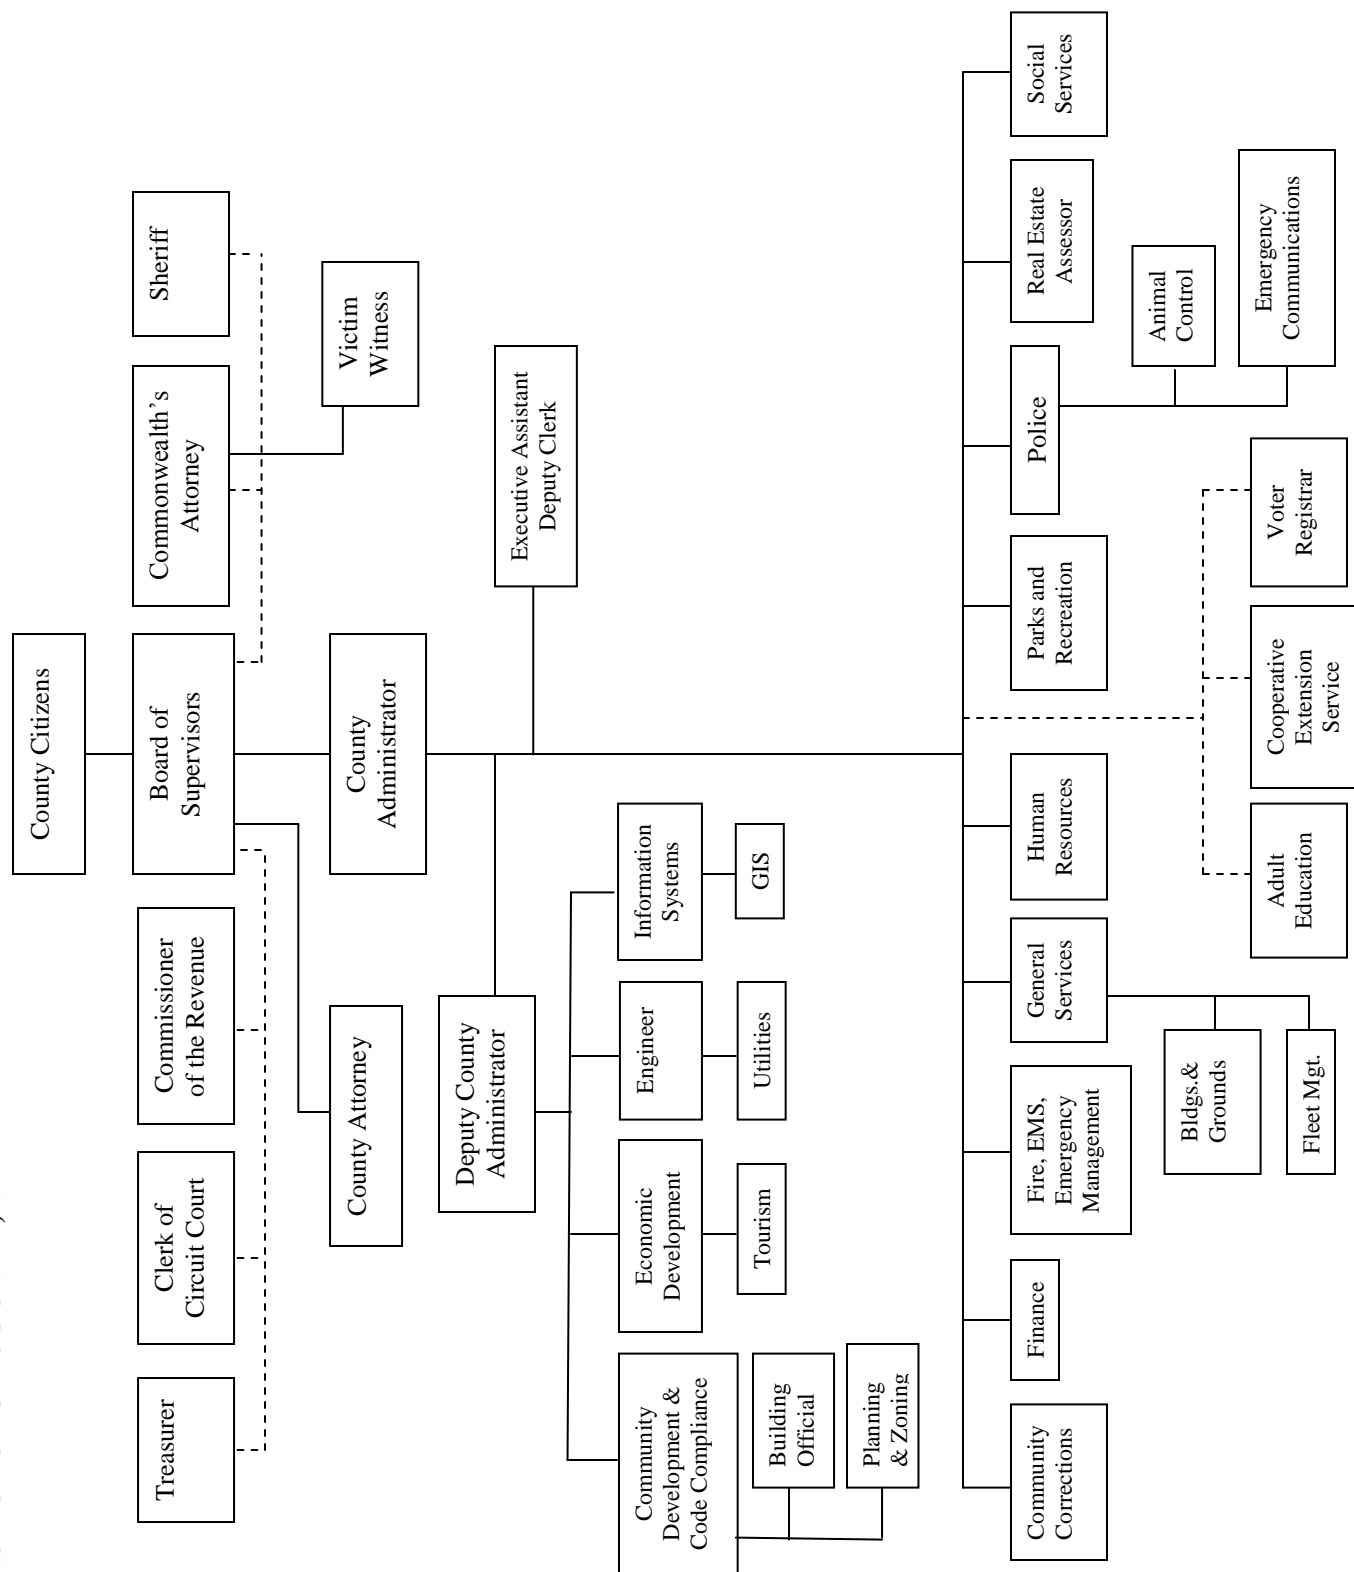 County Citizens
Treasurer
Clerk of
Circuit Court
Commissioner
of the Revenue
Board of
Supervisors
Commonwealth’s
Attorney
Sheriff
County Attorney
County
Administrator
Victim
Witness
Deputy County
Administrator
Executive Assistant
Deputy Clerk
Community
Development &
Code Compliance
Economic
Development
Engineer
Information
Systems
Building
Official
Tourism
Utilities
GIS
Planning
& Zoning
Community
Corrections
Finance
Fire, EMS,
Emergency
Management
General
Services
Human
Resources
Parks and
Recreation
Police
Real Estate
Assessor
Social
Services
Bldgs.&
Grounds
Animal
Control
Fleet Mgt.
Adult
Education
Cooperative
Extension
Service
Voter
Registrar
Emergency
Communications